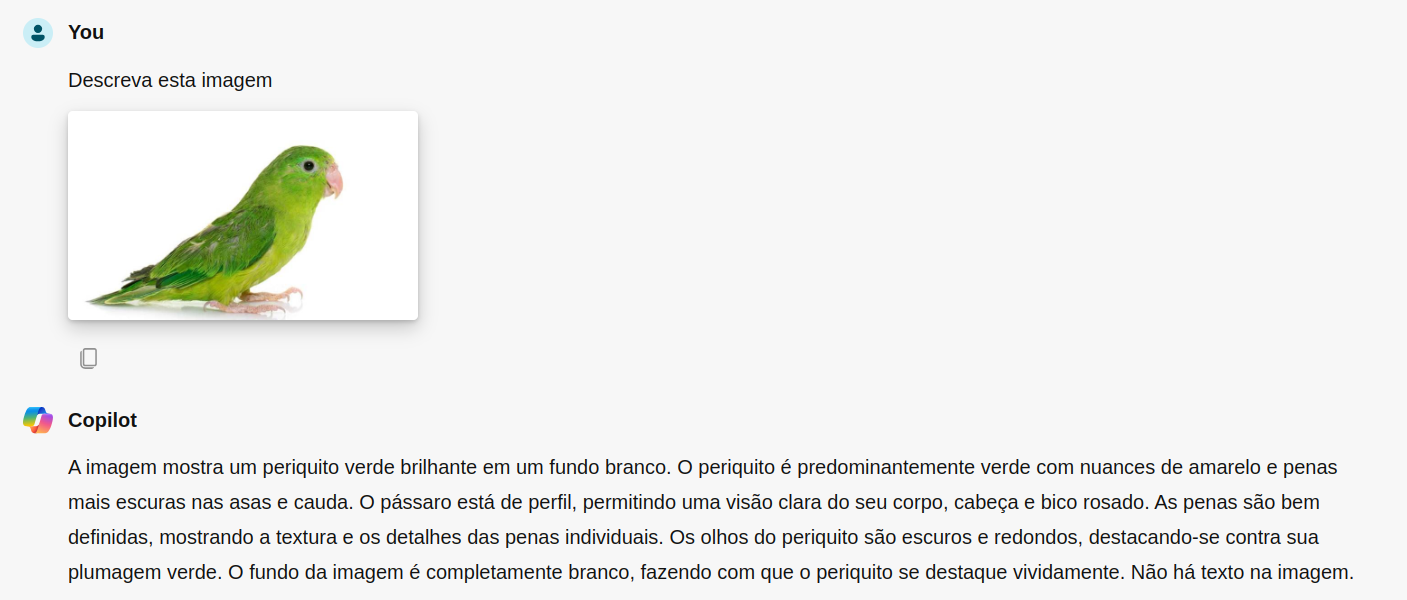 You
Descreva esta imagem
Copilot
A imagem mostra um periquito verde brilhante em um fundo branco. O periquito é predominantemente verde com nuances de amarelo e penas
mais escuras nas asas e cauda. O pássaro está de perfil, permitindo uma visão clara do seu corpo, cabeça e bico rosado. As penas são bem
definidas, mostrando a textura e os detalhes das penas individuais. Os olhos do periquito são escuros e redondos, destacando-se contra sua
plumagem verde. O fundo da imagem é completamente branco, fazendo com que o periquito se destaque vividamente. Não há texto na imagem.